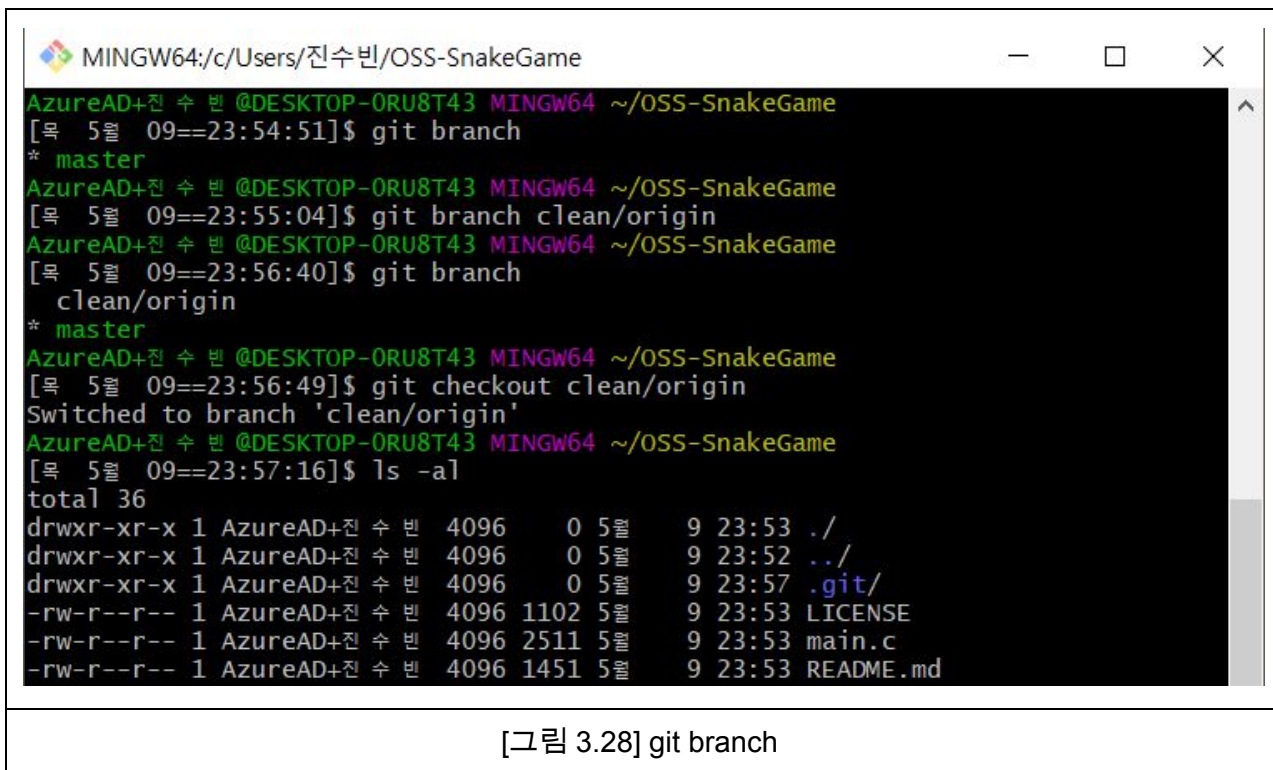 MINGW64:/c/Users/진수빈/OSS-SnakeGame
AzureAD+진 수 빈 @DESKTOP-ORU8T43 MINGW64 ~/OSS-SnakeGame
[목  5월  09==23:54:51]$ git branch
* master
AzureAD+진 수 빈 @DESKTOP-ORU8T43 MINGW64 ~/OSS-SnakeGame
[목  5월  09==23:55:04]$ git branch clean/origin
AzureAD+진 수 빈 @DESKTOP-ORU8T43 MINGW64 ~/OSS-SnakeGame
[목  5월  09==23:56:40]$ git branch
  clean/origin
* master
AzureAD+진 수 빈 @DESKTOP-ORU8T43 MINGW64 ~/OSS-SnakeGame
[목  5월  09==23:56:49]$ git checkout clean/origin
Switched to branch 'clean/origin'
AzureAD+진 수 빈 @DESKTOP-ORU8T43 MINGW64 ~/OSS-SnakeGame
[목  5월  09==23:57:16]$ ls -al
total 36
drwxr-xr-x 1 AzureAD+진 수 빈  4096    0 5월    9 23:53 ./
drwxr-xr-x 1 AzureAD+진 수 빈  4096    0 5월    9 23:52 ../
drwxr-xr-x 1 AzureAD+진 수 빈  4096    0 5월    9 23:57 .git/
-rw-r--r-- 1 AzureAD+진 수 빈  4096 1102 5월    9 23:53 LICENSE
-rw-r--r-- 1 AzureAD+진 수 빈  4096 2511 5월    9 23:53 main.c
-rw-r--r-- 1 AzureAD+진 수 빈  4096 1451 5월    9 23:53 README.md
[그림 3.28] git branch